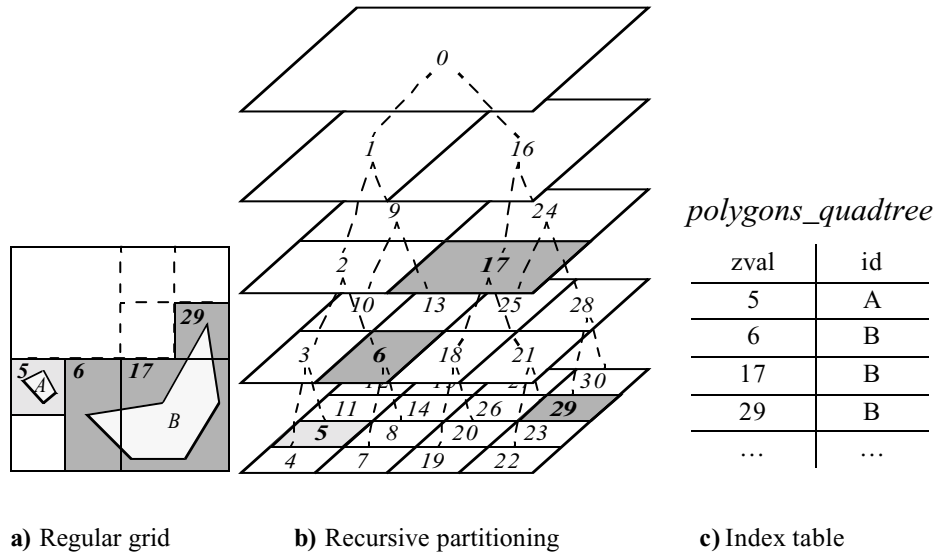 0
1 16
9 24
2 17
10 13 25 28
3 6 18 21
30
11 14 26 29
5 8 20 23
4 7 19 22
29
5 6 17
A
B
polygons_quadtree
zval id
5 A
6 B
17 B
29 B
... ...
a) Regular grid
b) Recursive partitioning
c) Index table